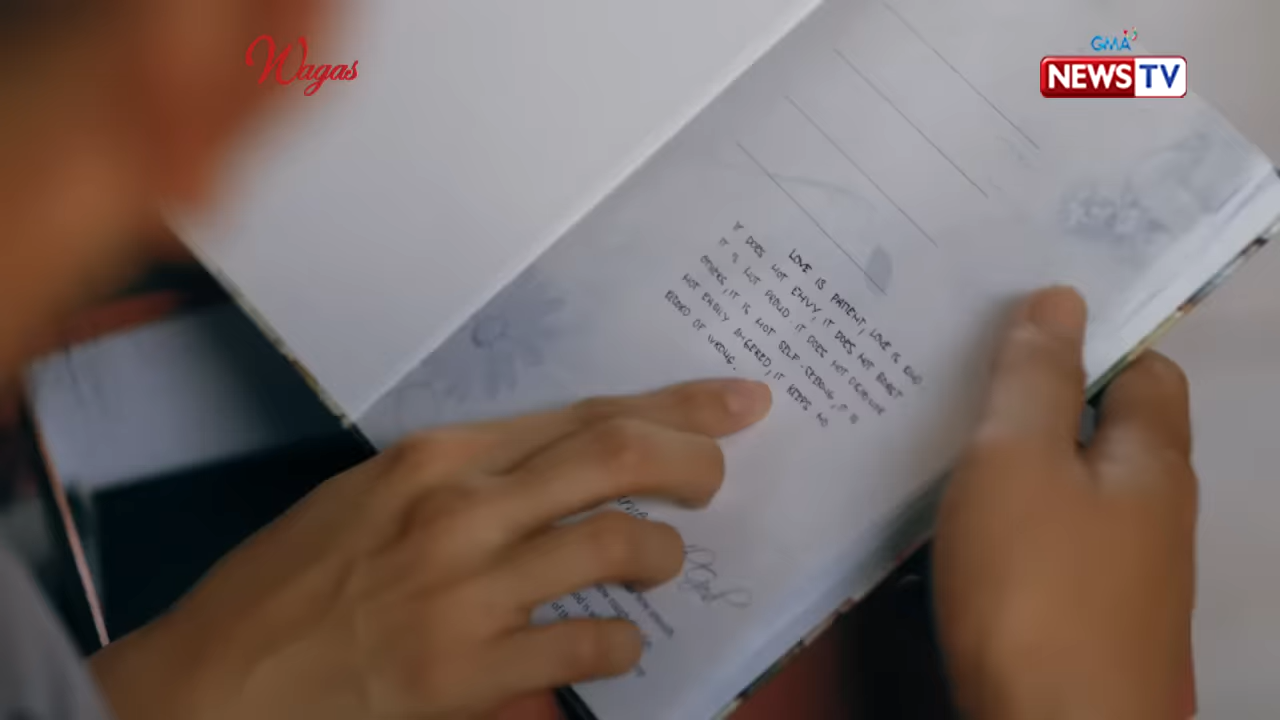 Wagas
GMA
NEWS TV
LOVE IS PATIENT, LOVE IS KIND.
IT DOES NOT ENVY, IT DOES NOT BOAST
IT IS NOT PROUD. IT DOES NOT DISHONOR
OTHERS, IT IS NOT SELF-SEEKING, IT IS
NOT EASILY ANGERED, IT KEEPS NO
RECORD OF WRONG.